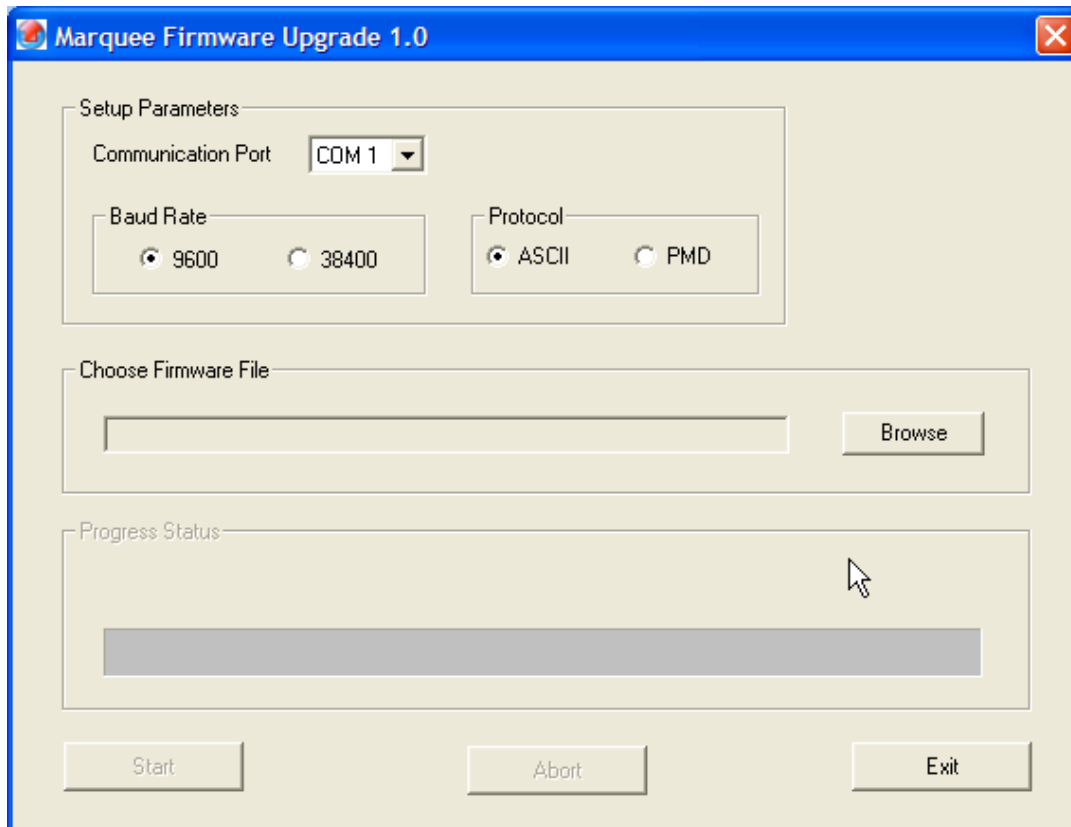 Marquee Firmware Upgrade 1.0
Setup Parameters
Communication Port COM 1
Baud Rate Protocol
9600 38400 ASCII PMD
Choose Firmware File
Browse
Progress Status
Start Abort Exit